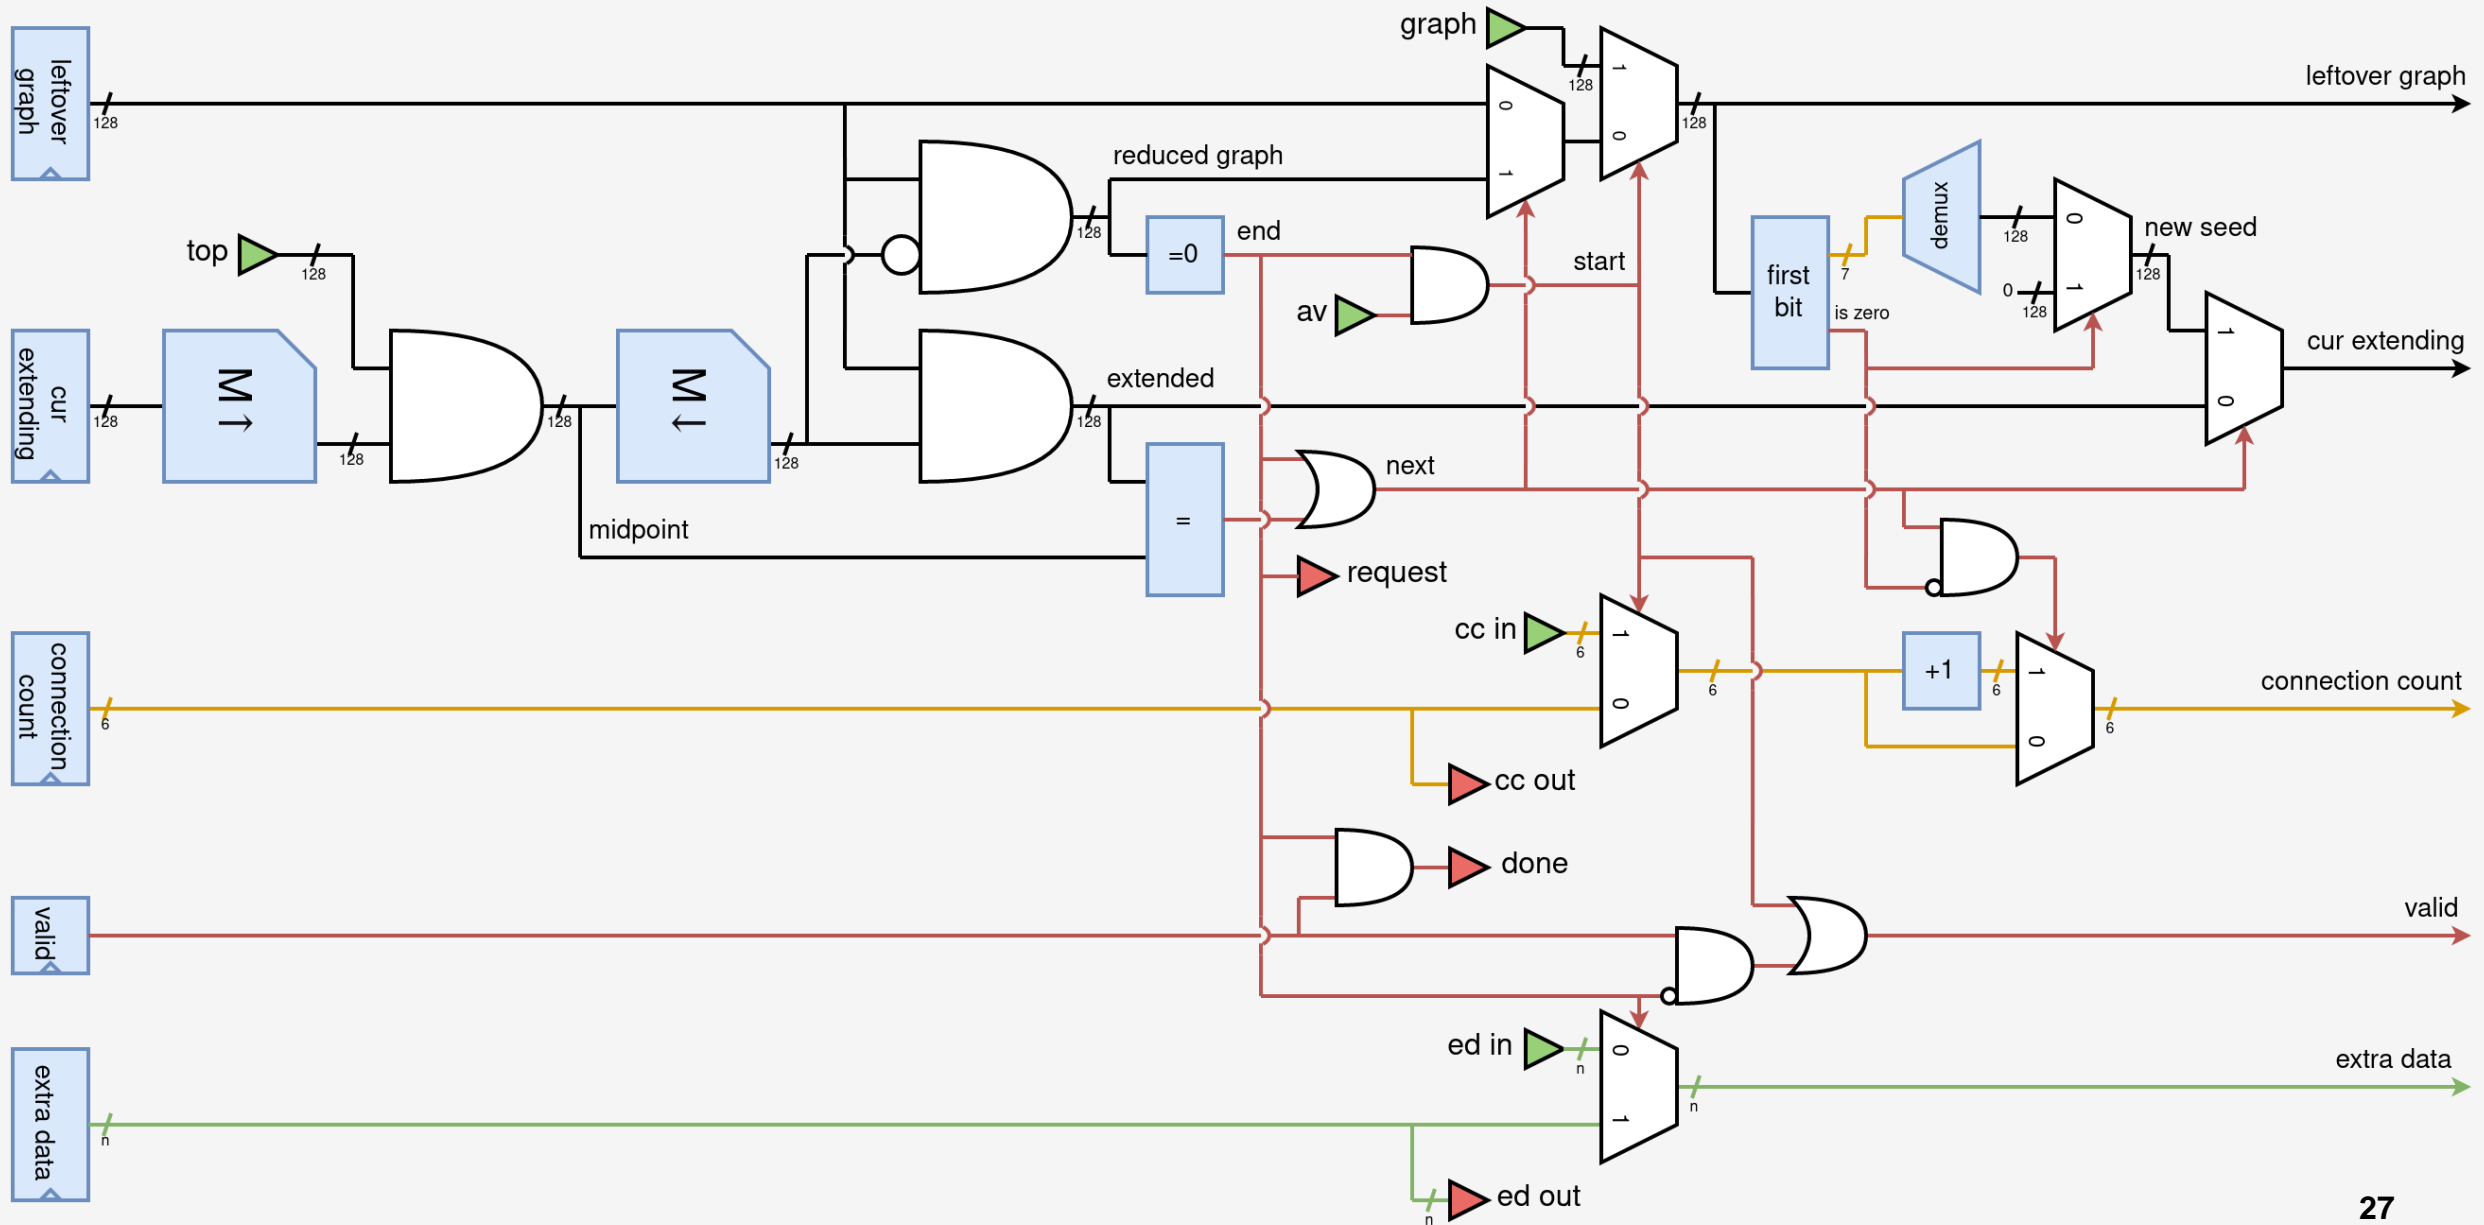 graph
128
1
0
leftover graph
leftover
graph
128
0
1
128
reduced graph
128
demux
0
new seed
128
128
top
128
=0
end
start
av
first
bit
7
is zero
0
128
1
1
cur extending
cur
extending
128
M↑
128
128
M↓
128
extended
128
0
next
midpoint
=
request
connection
count
6
cc in
6
1
0
6
+1
6
1
0
connection count
6
cc out
done
valid
valid
ed in
n
0
1
extra data
n
extra data
n
ed out
n
27